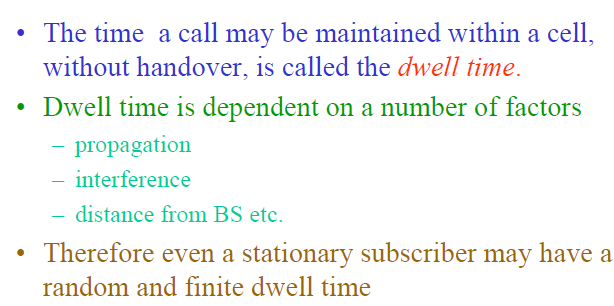 • The time a call may be maintained within a cell,
without handover, is called the dwell time.
• Dwell time is dependent on a number of factors
– propagation
– interference
– distance from BS etc.
• Therefore even a stationary subscriber may have a
random and finite dwell time